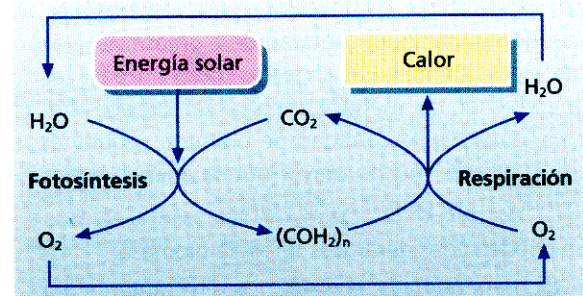 Energía solar
Calor
H₂O
H₂O
CO₂
Fotosíntesis
Respiración
O₂
(COH₂)ₙ
O₂